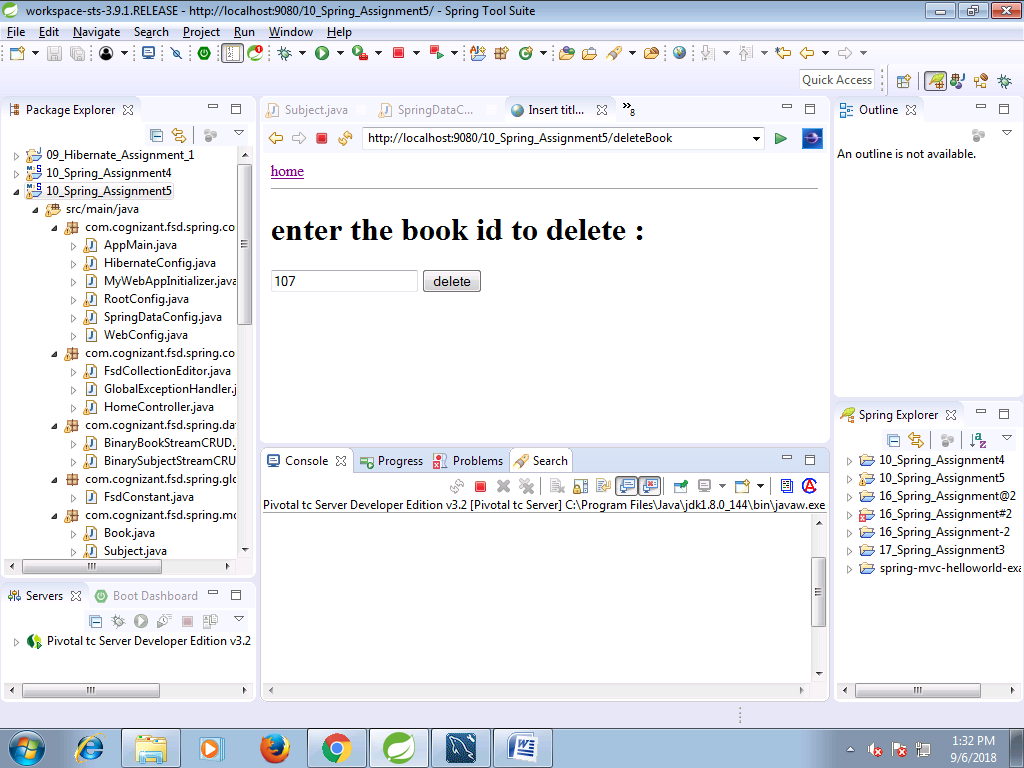 workspace-sts-3.9.1.RELEASE - http://localhost:9080/10_Spring_Assignment5/ - Spring Tool Suite
File Edit Navigate Search Project Run Window Help
Quick Access
Package Explorer
09_Hibernate_Assignment_1
10_Spring_Assignment4
10_Spring_Assignment5
src/main/java
com.cognizant.fsd.spring.co
AppMain.java
HibernateConfig.java
MyWebAppInitializer.java
RootConfig.java
SpringDataConfig.java
WebConfig.java
com.cognizant.fsd.spring.co
FsdCollectionEditor.java
GlobalExceptionHandler.j
HomeController.java
com.cognizant.fsd.spring.da
BinaryBookStreamCRUD.
BinarySubjectStreamCRU
com.cognizant.fsd.spring.glo
FsdConstant.java
com.cognizant.fsd.spring.mo
Book.java
Subject.java
Servers Boot Dashboard
Pivotal tc Server Developer Edition v3.2
Subject.java SpringDataC... Insert titl... »8
http://localhost:9080/10_Spring_Assignment5/deleteBook
home
enter the book id to delete :
107 delete
Console Progress Problems Search
Pivotal tc Server Developer Edition v3.2 [Pivotal tc Server] C:\Program Files\Java\jdk1.8.0_144\bin\javaw.exe
Outline
An outline is not available.
Spring Explorer
10_Spring_Assignment4
10_Spring_Assignment5
16_Spring_Assignment@2
16_Spring_Assignment#2
16_Spring_Assignment-2
17_Spring_Assignment3
spring-mvc-helloworld-exa
1:32 PM
9/6/2018